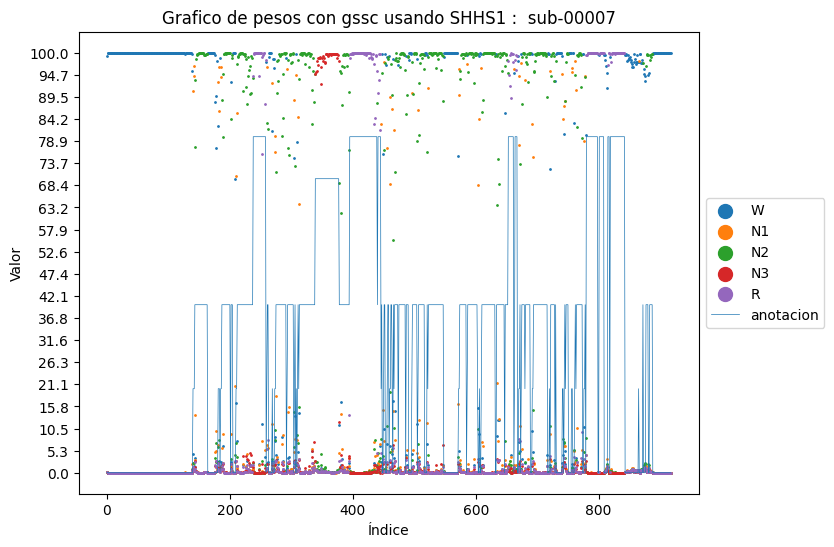 Grafico de pesos con gssc usando SHHS1 :  sub-00007
100.0
94.7
89.5
84.2
78.9
73.7
68.4
63.2
57.9
52.6
47.4
42.1
36.8
31.6
26.3
21.1
15.8
10.5
5.3
0.0
Valor
0 200 400 600 800
Índice
W
N1
N2
N3
R
anotacion